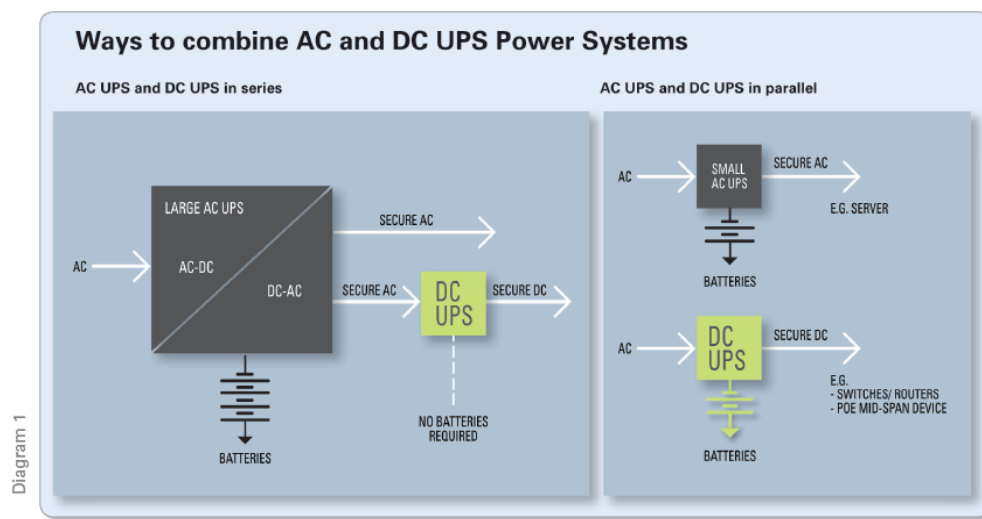 Ways to combine AC and DC UPS Power Systems
AC UPS and DC UPS in series
LARGE AC UPS
AC
AC-DC
DC-AC
SECURE AC
SECURE AC
DC
UPS
SECURE DC
BATTERIES
NO BATTERIES
REQUIRED
AC UPS and DC UPS in parallel
AC
SMALL
AC UPS
SECURE AC
E.G. SERVER
BATTERIES
AC
DC
UPS
SECURE DC
E.G.
- SWITCHES/ ROUTERS
- POE MID-SPAN DEVICE
BATTERIES
Diagram 1